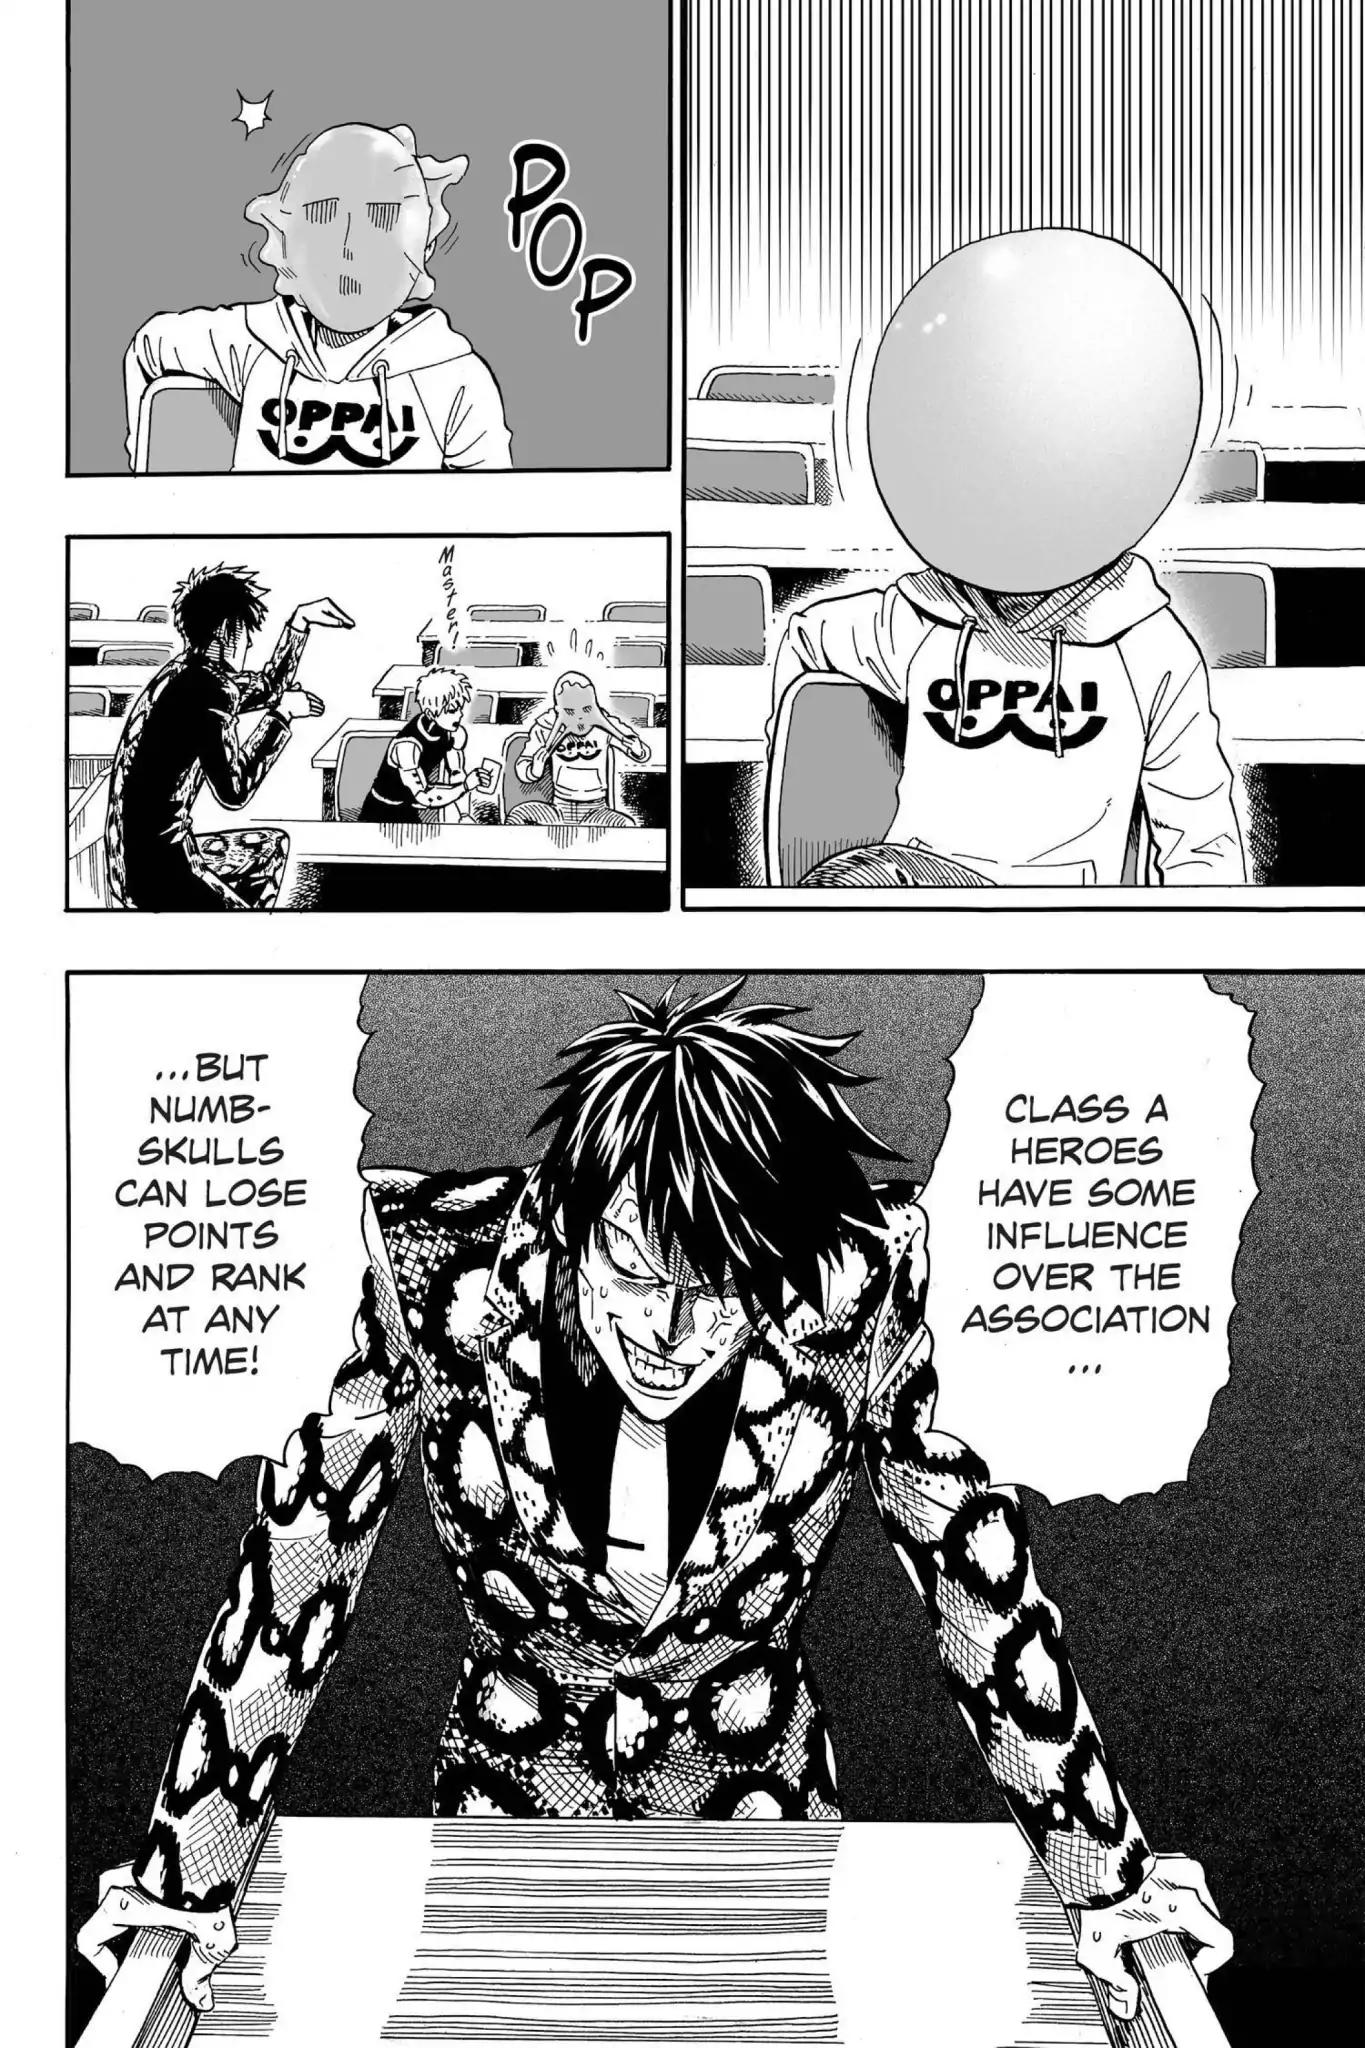 OPPAI
POP
OPPAI
Master!
OPPAI
CLASS A
HEROES
HAVE SOME
INFLUENCE
OVER THE
ASSOCIATION
...
...BUT
NUMB-
SKULLS
CAN LOSE
POINTS
AND RANK
AT ANY
TIME!